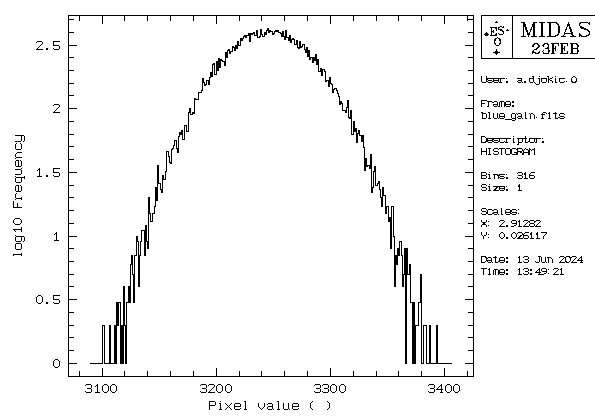 2.5
2
1.5
1
0.5
0
log10 Frequency
3100 3200 3300 3400
Pixel value ( )
ES
O
MIDAS
23FEB
User: a.djokic.0
Frame:
blue_gain.fits
Descriptor:
HISTOGRAM
Bins: 316
Size: 1
Scales:
X: 2.91282
Y: 0.026117
Date: 13 Jun 2024
Time: 13:49:21